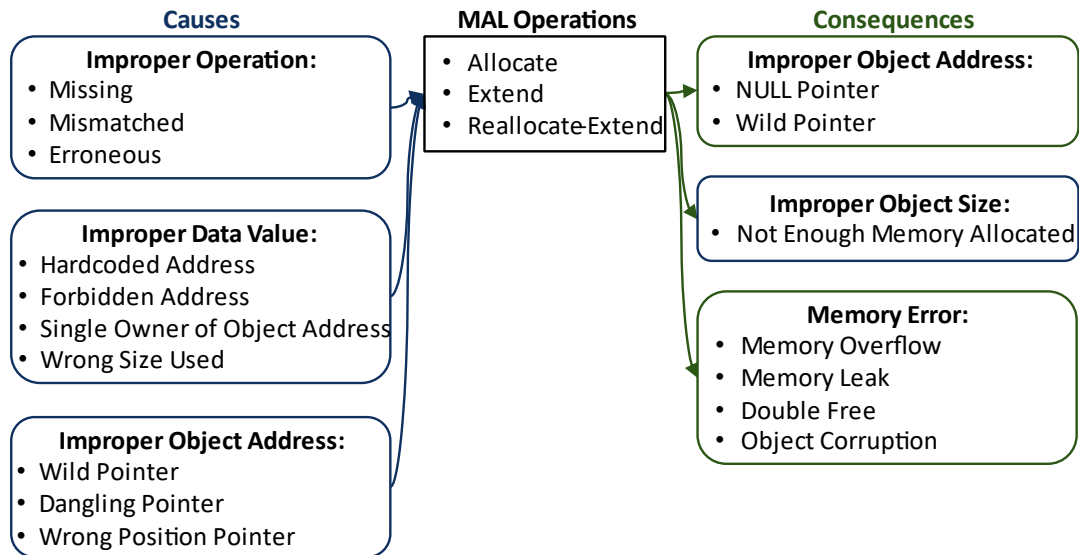 Causes
Improper Operation:
• Missing
• Mismatched
• Erroneous
Improper Data Value:
• Hardcoded Address
• Forbidden Address
• Single Owner of Object Address
• Wrong Size Used
Improper Object Address:
• Wild Pointer
• Dangling Pointer
• Wrong Position Pointer
MAL Operations
• Allocate
• Extend
• Reallocate-Extend
Consequences
Improper Object Address:
• NULL Pointer
• Wild Pointer
Improper Object Size:
• Not Enough Memory Allocated
Memory Error:
• Memory Overflow
• Memory Leak
• Double Free
• Object Corruption